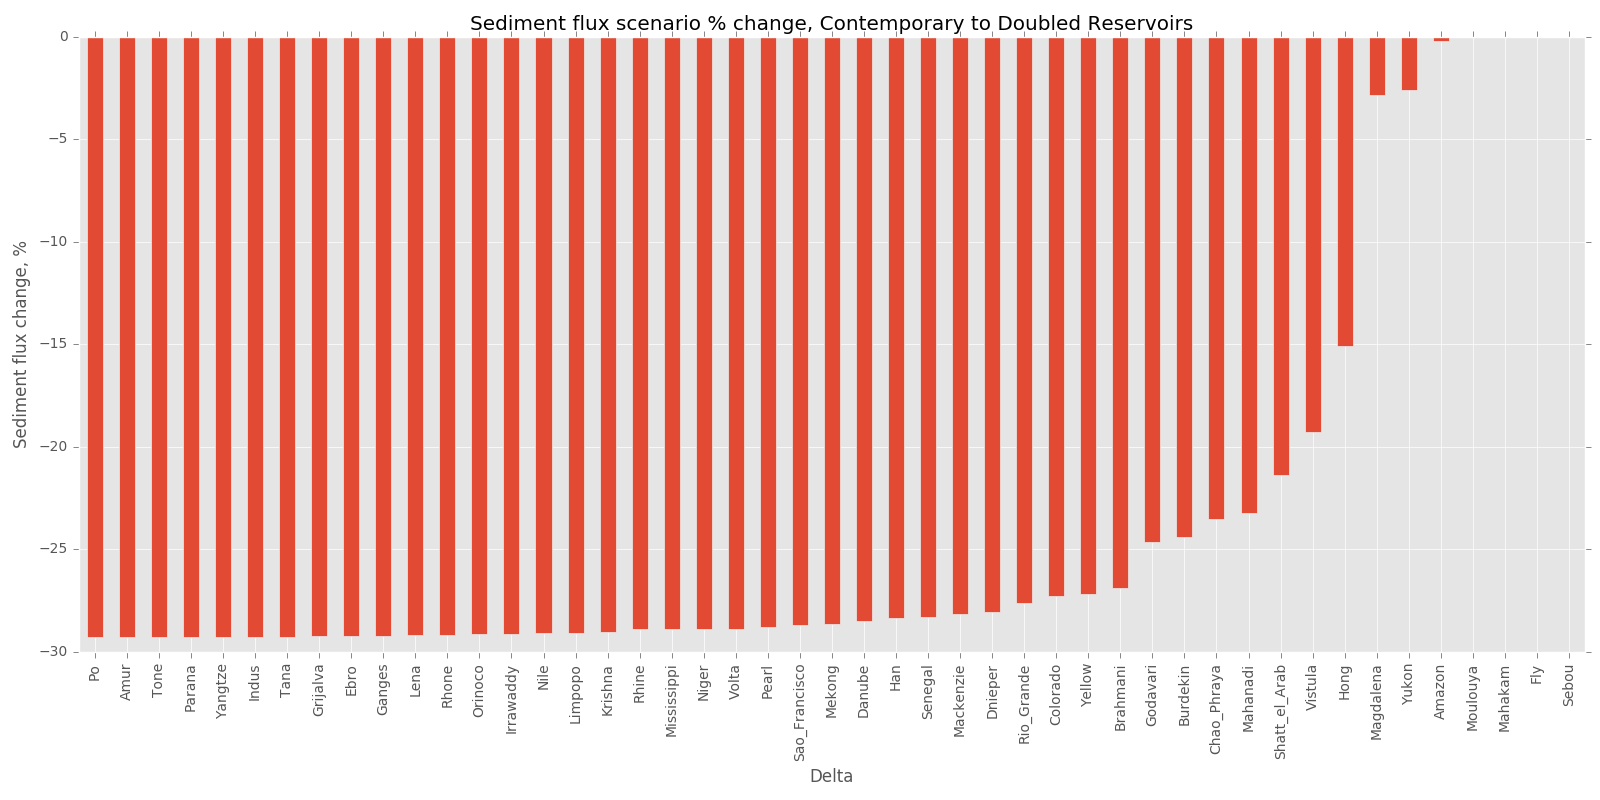 Sediment flux scenario % change, Contemporary to Doubled Reservoirs
0
−5
−10
−15
−20
−25
−30
Sediment flux change, %
Po
Amur
Tone
Parana
Yangtze
Indus
Tana
Grijalva
Ebro
Ganges
Lena
Rhone
Orinoco
Irrawaddy
Nile
Limpopo
Krishna
Rhine
Mississippi
Niger
Volta
Pearl
Sao_Francisco
Mekong
Danube
Han
Senegal
Mackenzie
Dnieper
Rio_Grande
Colorado
Yellow
Brahmani
Godavari
Burdekin
Chao_Phraya
Mahanadi
Shatt_el_Arab
Vistula
Hong
Magdalena
Yukon
Amazon
Moulouya
Mahakam
Fly
Sebou
Delta